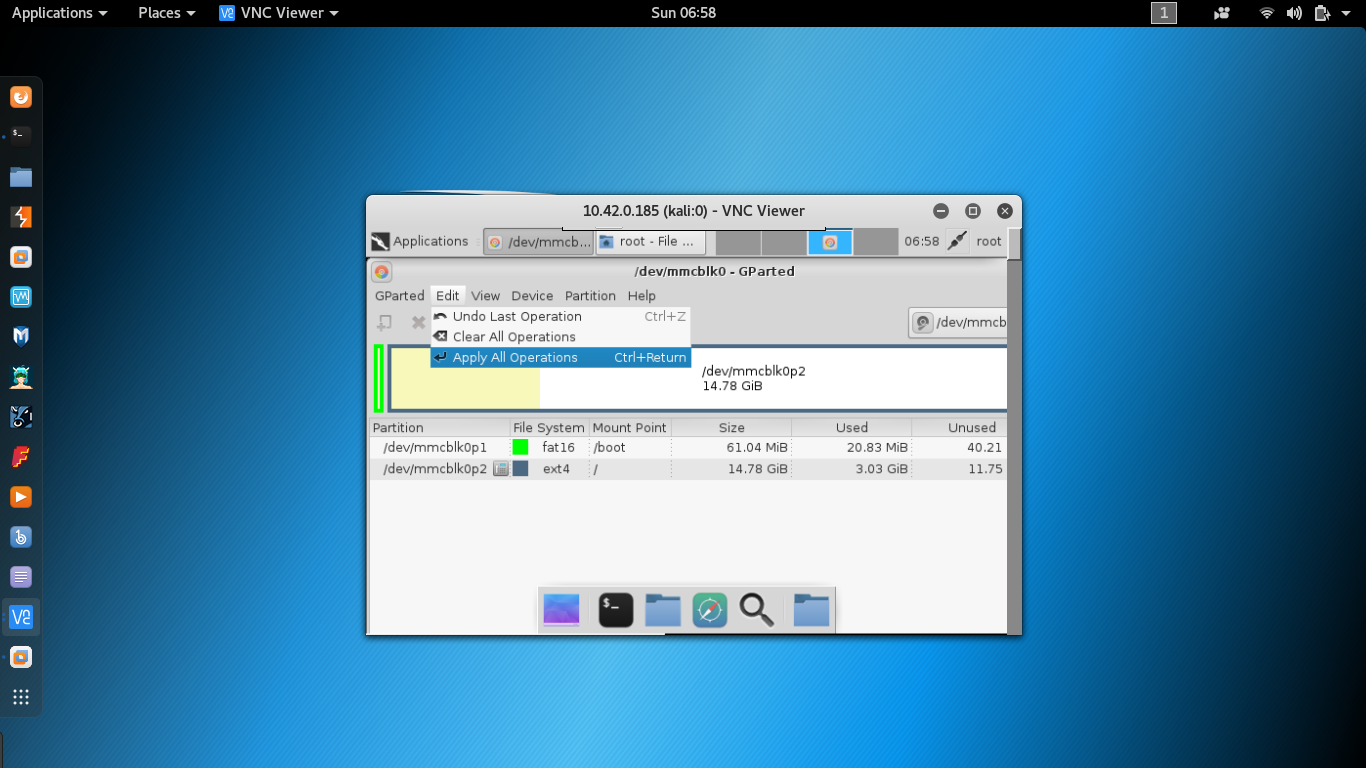 Applications Places VNC Viewer Sun 06:58 1
10.42.0.185 (kali:0) - VNC Viewer
Applications /dev/mmcb... root - File ... 06:58 root
/dev/mmcblk0 - GParted
GParted Edit View Device Partition Help
Undo Last Operation Ctrl+Z
/dev/mmcb
Clear All Operations
Apply All Operations Ctrl+Return
/dev/mmcblk0p2
14.78 GiB
Partition File System Mount Point Size Used Unused
/dev/mmcblk0p1 fat16 /boot 61.04 MiB 20.83 MiB 40.21
/dev/mmcblk0p2 ext4 / 14.78 GiB 3.03 GiB 11.75